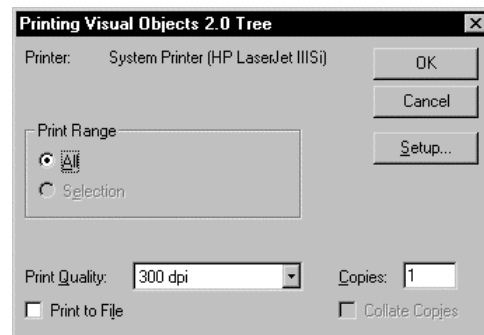 Printing Visual Objects 2.0 Tree
Printer: System Printer (HP LaserJet IIISi)
OK
Cancel
Setup...
Print Range
All
Selection
Print Quality: 300 dpi
Copies: 1
Print to File
Collate Copies